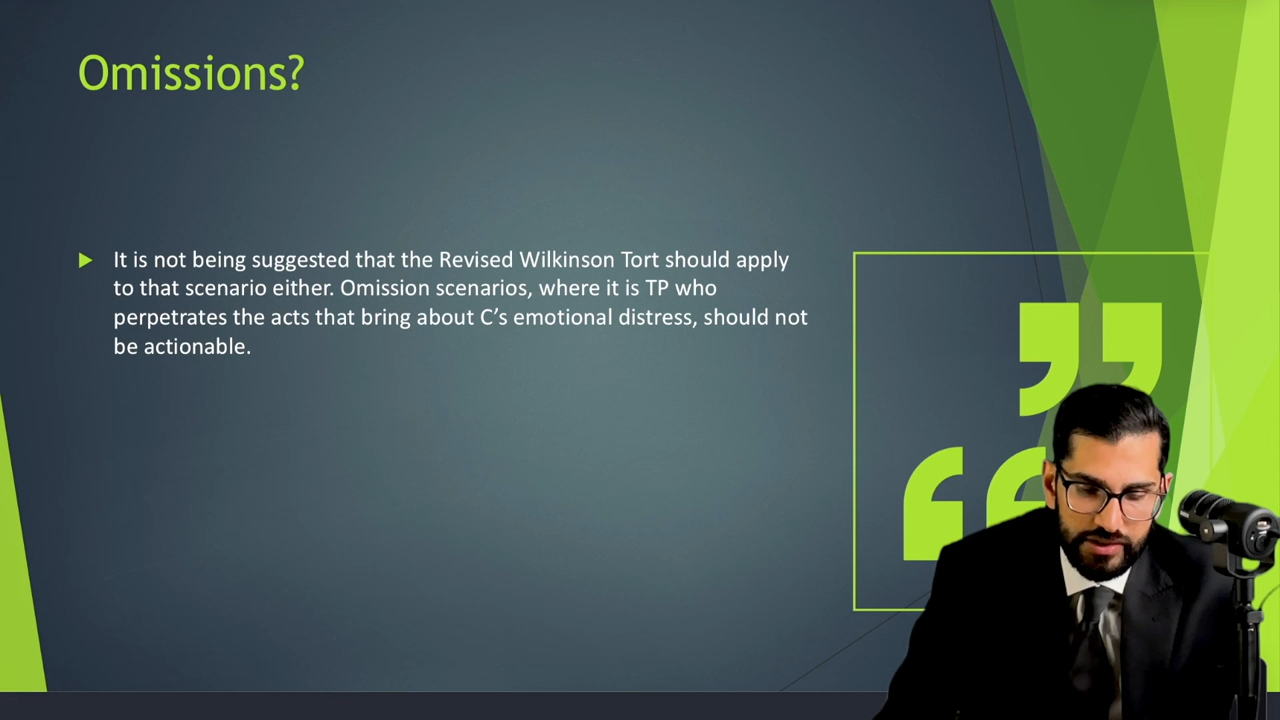 Omissions?
It is not being suggested that the Revised Wilkinson Tort should apply
to that scenario either. Omission scenarios, where it is TP who
perpetrates the acts that bring about C’s emotional distress, should not
be actionable.